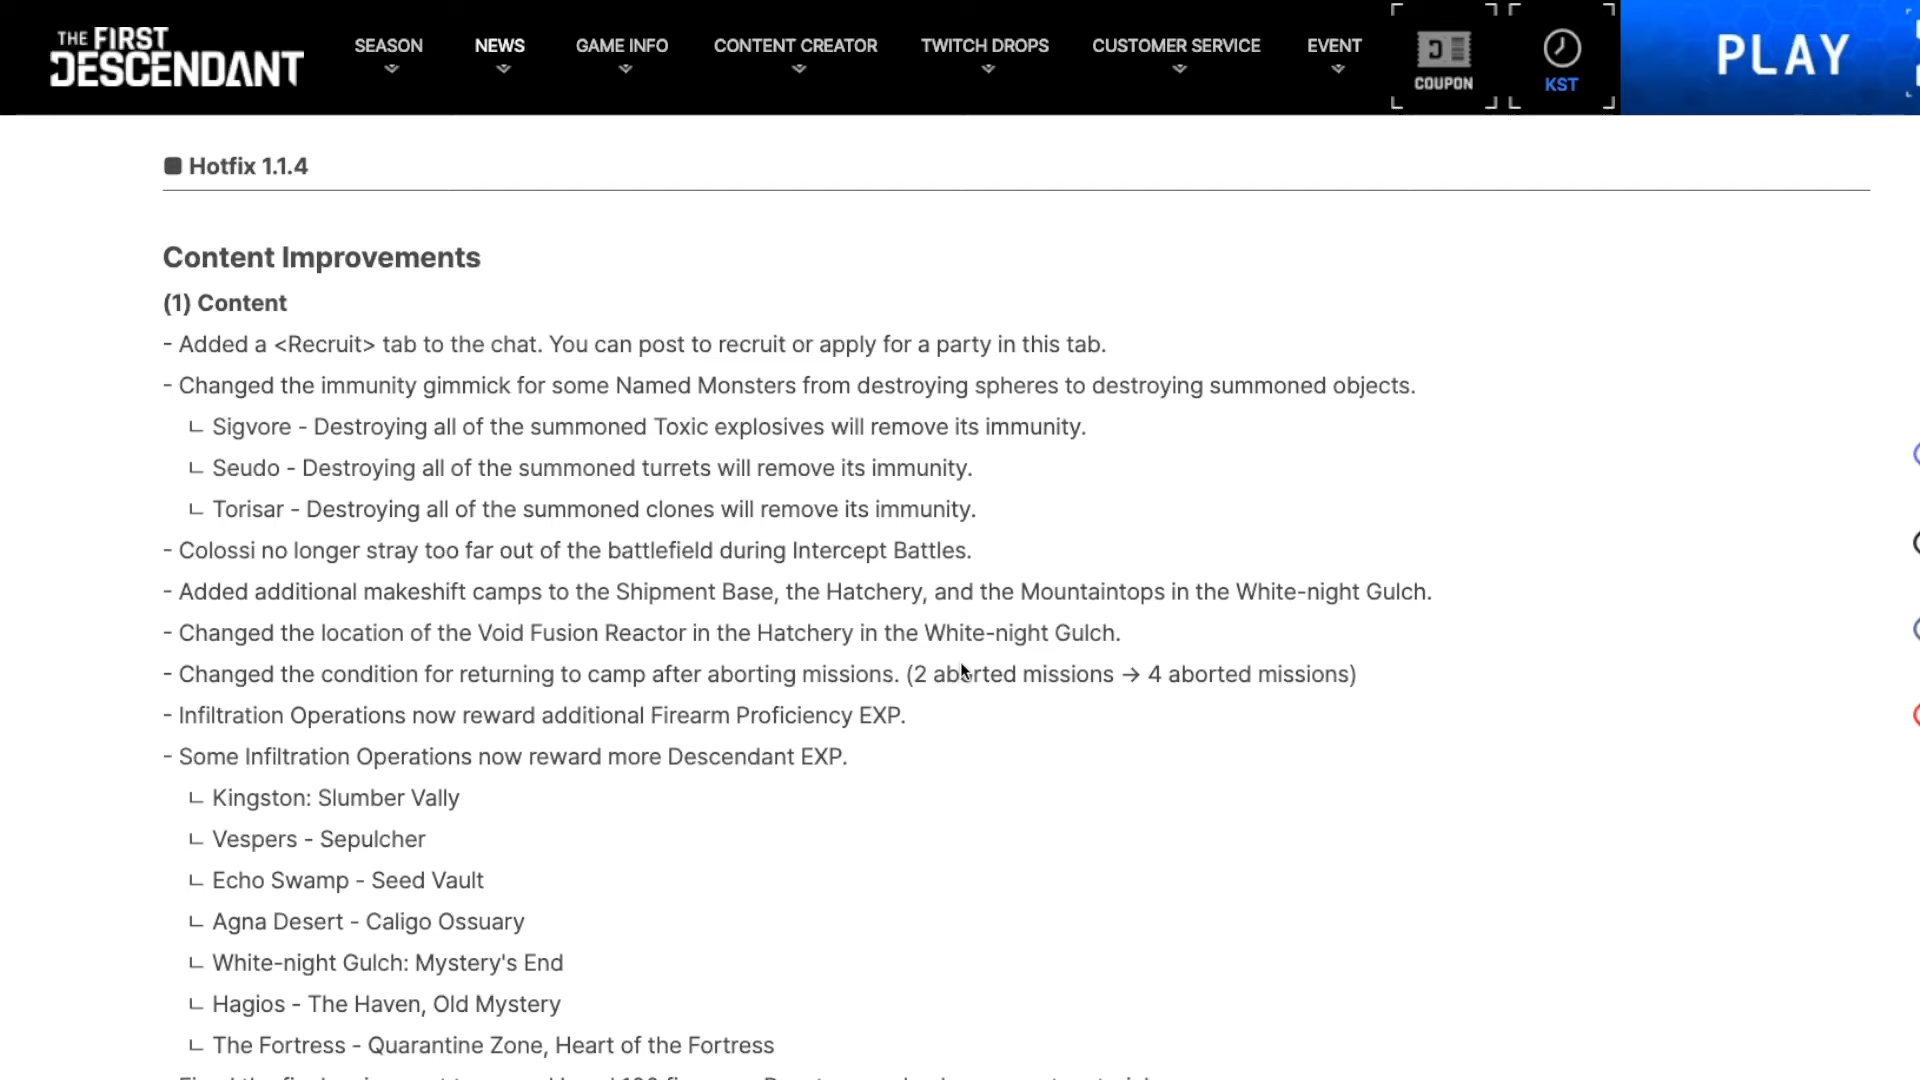 THE FIRST
DESCENDANT
SEASON
NEWS
GAME INFO
CONTENT CREATOR
TWITCH DROPS
CUSTOMER SERVICE
EVENT
COUPON
KST
PLAY
Hotfix 1.1.4
Content Improvements
(1) Content
- Added a <Recruit> tab to the chat. You can post to recruit or apply for a party in this tab.
- Changed the immunity gimmick for some Named Monsters from destroying spheres to destroying summoned objects.
ㄴ Sigvore - Destroying all of the summoned Toxic explosives will remove its immunity.
ㄴ Seudo - Destroying all of the summoned turrets will remove its immunity.
ㄴ Torisar - Destroying all of the summoned clones will remove its immunity.
- Colossi no longer stray too far out of the battlefield during Intercept Battles.
- Added additional makeshift camps to the Shipment Base, the Hatchery, and the Mountaintops in the White-night Gulch.
- Changed the location of the Void Fusion Reactor in the Hatchery in the White-night Gulch.
- Changed the condition for returning to camp after aborting missions. (2 aborted missions → 4 aborted missions)
- Infiltration Operations now reward additional Firearm Proficiency EXP.
- Some Infiltration Operations now reward more Descendant EXP.
ㄴ Kingston: Slumber Vally
ㄴ Vespers - Sepulcher
ㄴ Echo Swamp - Seed Vault
ㄴ Agna Desert - Caligo Ossuary
ㄴ White-night Gulch: Mystery's End
ㄴ Hagios - The Haven, Old Mystery
ㄴ The Fortress - Quarantine Zone, Heart of the Fortress